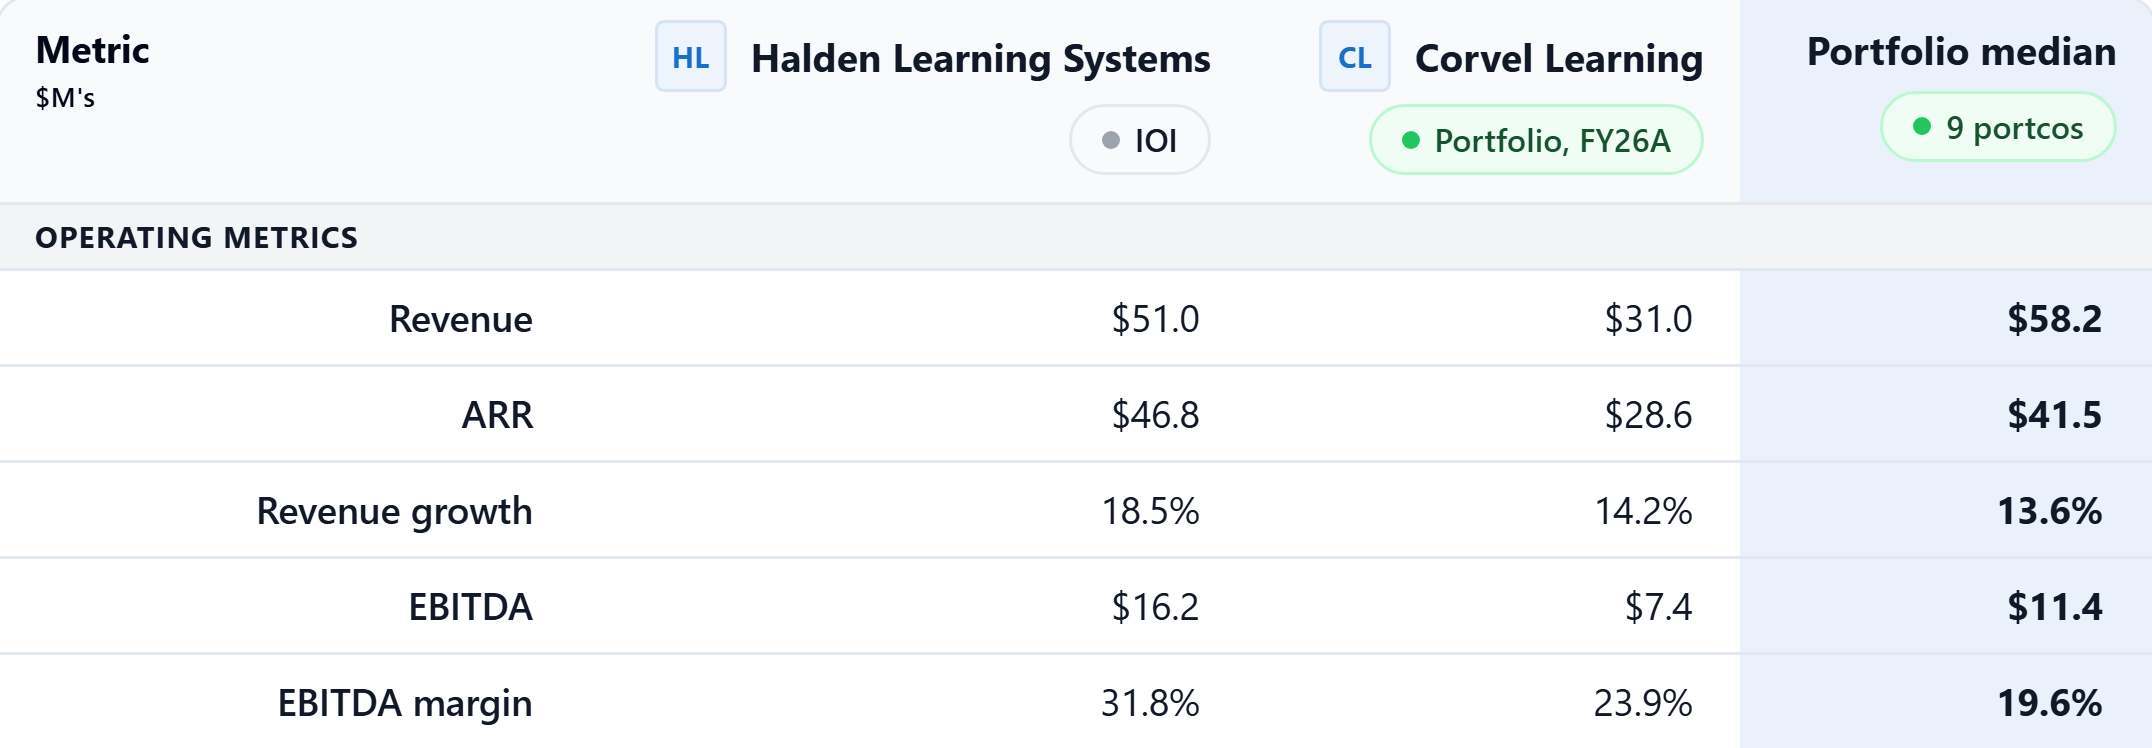 Metric
$M's
HL Halden Learning Systems
IOI
CL Corvel Learning
Portfolio, FY26A
Portfolio median
9 portcos
OPERATING METRICS
Revenue $51.0 $31.0 $58.2
ARR $46.8 $28.6 $41.5
Revenue growth 18.5% 14.2% 13.6%
EBITDA $16.2 $7.4 $11.4
EBITDA margin 31.8% 23.9% 19.6%